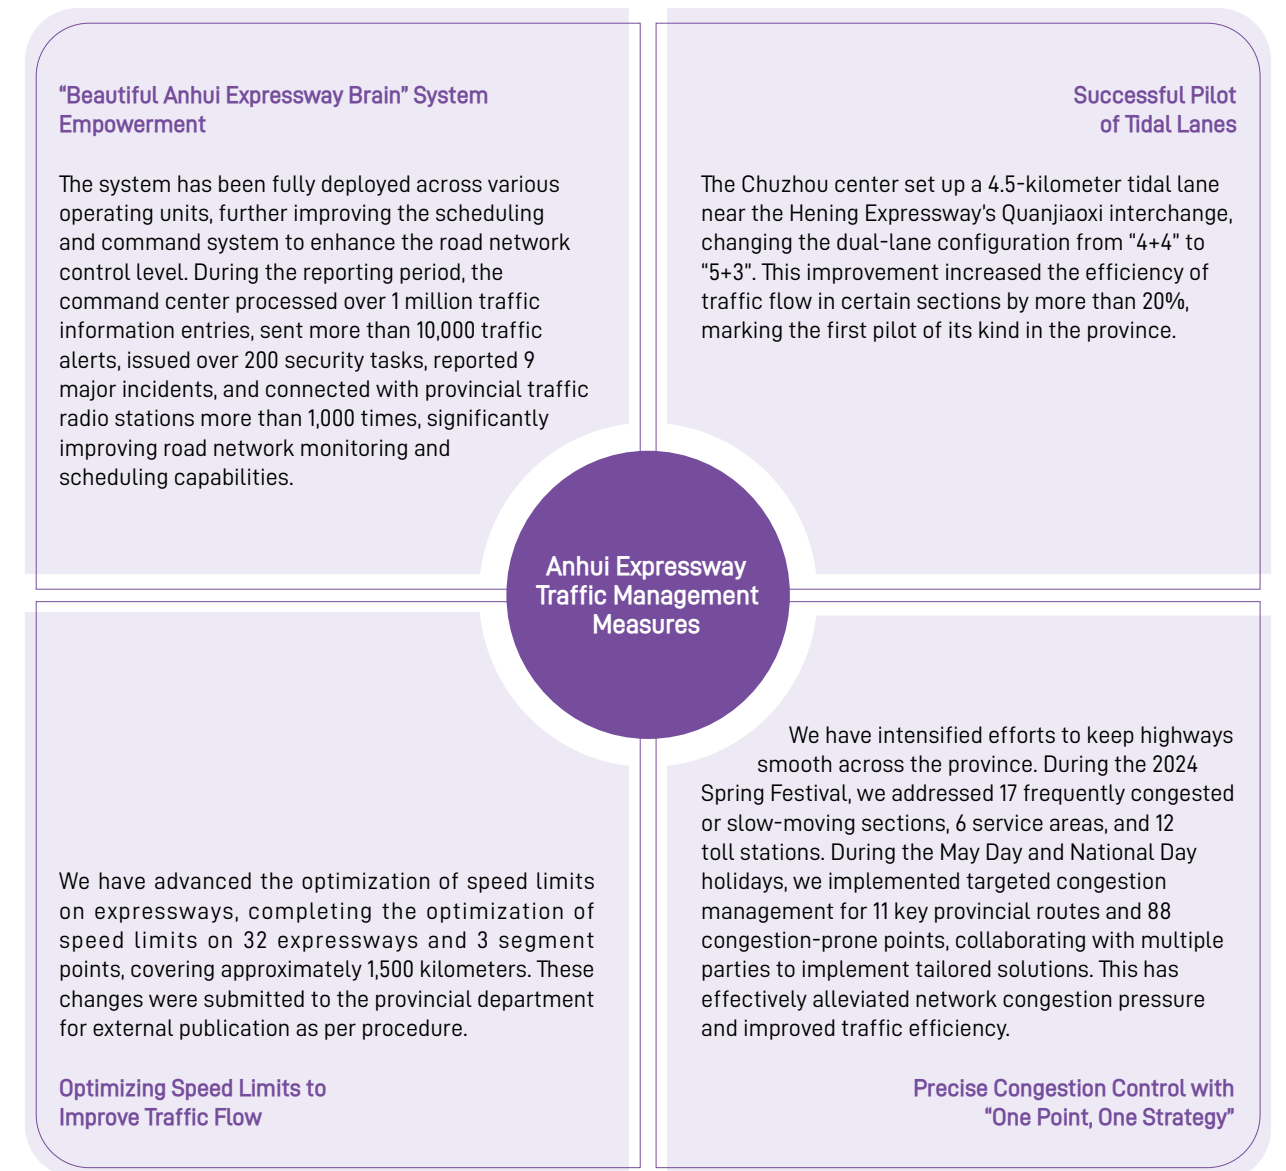 “Beautiful Anhui Expressway Brain” System
Empowerment
The system has been fully deployed across various
operating units, further improving the scheduling
and command system to enhance the road network
control level. During the reporting period, the
command center processed over 1 million traffic
information entries, sent more than 10,000 traffic
alerts, issued over 200 security tasks, reported 9
major incidents, and connected with provincial traffic
radio stations more than 1,000 times, significantly
improving road network monitoring and
scheduling capabilities.
Successful Pilot
of Tidal Lanes
The Chuzhou center set up a 4.5-kilometer tidal lane
near the Hening Expressway's Quanjiaoxi interchange,
changing the dual-lane configuration from “4+4” to
“5+3”. This improvement increased the efficiency of
traffic flow in certain sections by more than 20%,
marking the first pilot of its kind in the province.
Anhui Expressway
Traffic Management
Measures
We have advanced the optimization of speed limits
on expressways, completing the optimization of
speed limits on 32 expressways and 3 segment
points, covering approximately 1,500 kilometers. These
changes were submitted to the provincial department
for external publication as per procedure.
Optimizing Speed Limits to
Improve Traffic Flow
We have intensified efforts to keep highways
smooth across the province. During the 2024
Spring Festival, we addressed 17 frequently congested
or slow-moving sections, 6 service areas, and 12
toll stations. During the May Day and National Day
holidays, we implemented targeted congestion
management for 11 key provincial routes and 88
congestion-prone points, collaborating with multiple
parties to implement tailored solutions. This has
effectively alleviated network congestion pressure
and improved traffic efficiency.
Precise Congestion Control with
“One Point, One Strategy”